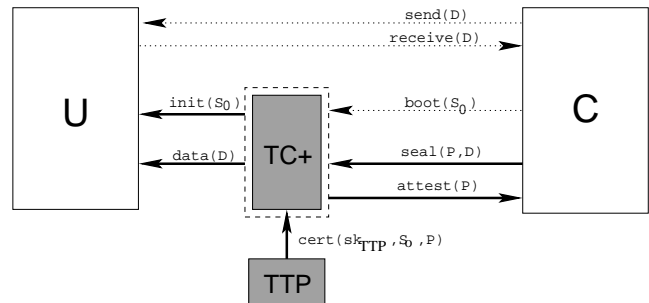 send(D)
receive(D)
U
init(S0)
boot(S0)
C
TC+
data(D)
seal(P,D)
attest(P)
cert(skTTP,S0,P)
TTP